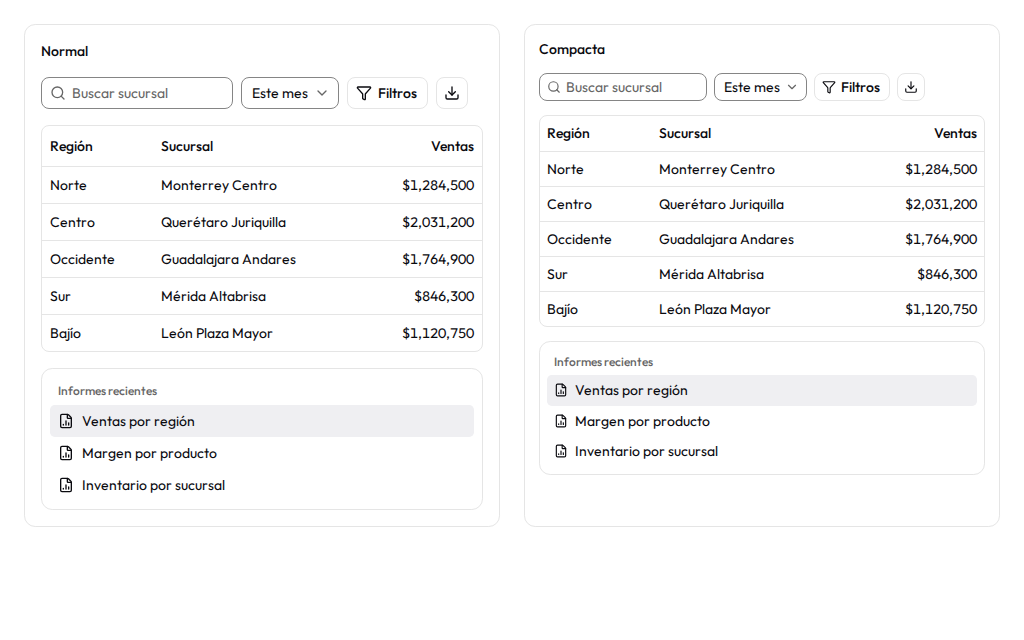 Normal
Buscar sucursal
Este mes
Filtros
Región Sucursal Ventas
Norte Monterrey Centro $1,284,500
Centro Querétaro Juriquilla $2,031,200
Occidente Guadalajara Andares $1,764,900
Sur Mérida Altabrisa $846,300
Bajío León Plaza Mayor $1,120,750
Informes recientes
Ventas por región
Margen por producto
Inventario por sucursal
Compacta
Buscar sucursal
Este mes
Filtros
Región Sucursal Ventas
Norte Monterrey Centro $1,284,500
Centro Querétaro Juriquilla $2,031,200
Occidente Guadalajara Andares $1,764,900
Sur Mérida Altabrisa $846,300
Bajío León Plaza Mayor $1,120,750
Informes recientes
Ventas por región
Margen por producto
Inventario por sucursal